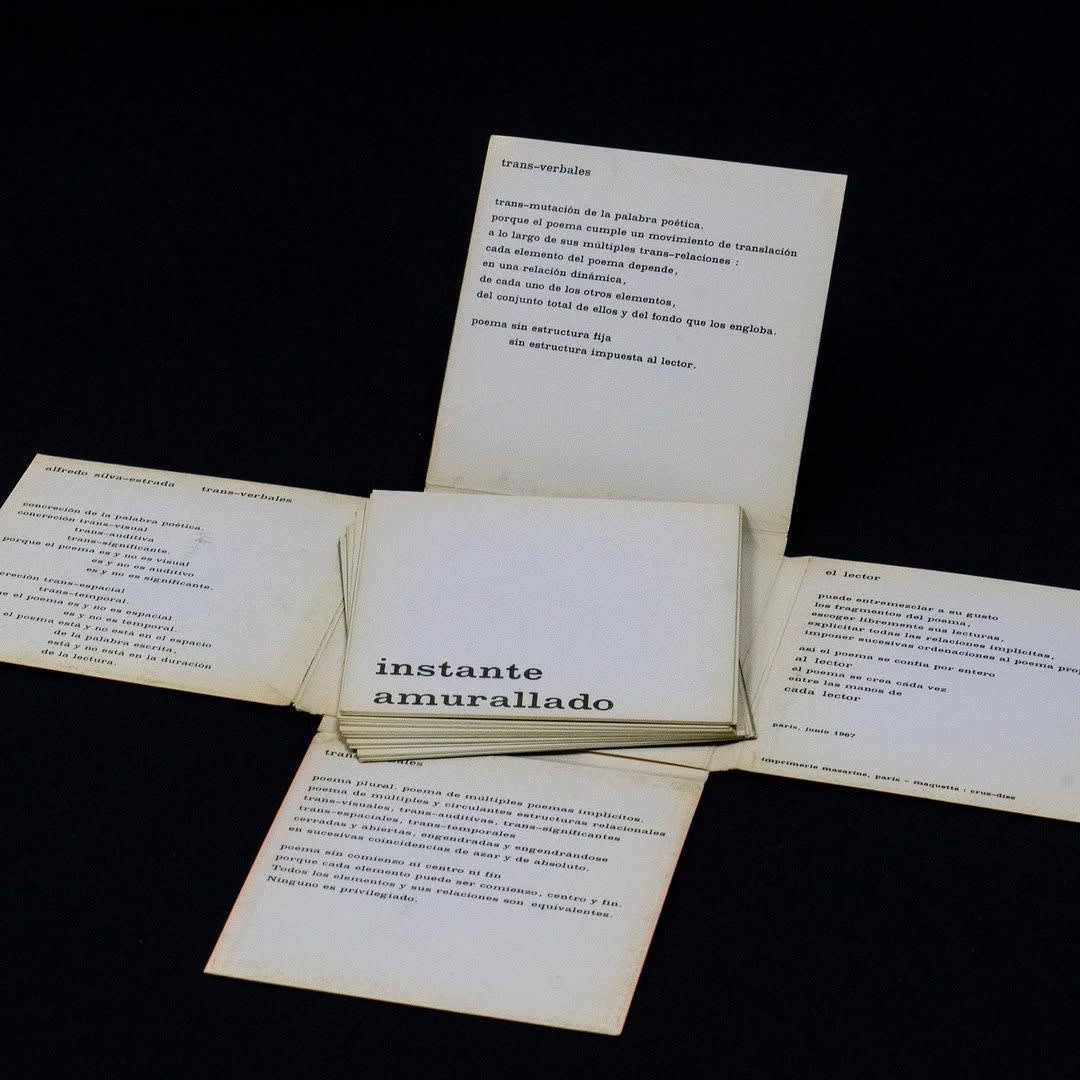 trans-verbales
trans-mutación de la palabra poética.
porque el poema cumple un movimiento de translación
a lo largo de sus múltiples trans-relaciones :
cada elemento del poema depende,
en una relación dinámica,
de cada uno de los otros elementos,
del conjunto total de ellos y del fondo que los engloba.
poema sin estructura fija
sin estructura impuesta al lector.
alfredo silva-estrada trans-verbales
concreción de la palabra poética.
concreción trans-visual
trans-auditiva
trans-significante.
porque el poema es y no es visual
es y no es auditivo
es y no es significante.
trans-espacial
trans-temporal.
el poema es y no es espacial
es y no es temporal.
el poema está y no está en el espacio
de la palabra escrita,
está y no está en la duración
de la lectura.
instante
amurallado
el lector
puede entremezclar a su gusto
los fragmentos del poema,
escoger libremente sus lecturas,
explicitar todas las relaciones implícitas,
imponer sucesivas ordenaciones al poema
así el poema se confía por entero
al lector
el poema se crea cada vez
entre las manos de
cada lector
parís, junio 1967
imprimerie mazarine, paris - maquette : cruz-diez
poema plural. poema de múltiples poemas implícitos.
poema de múltiples y circulantes estructuras relacionales
trans-visuales, trans-auditivas, trans-significantes
trans-espaciales, trans-temporales
cerradas y abiertas, engendradas y engendrándose
en sucesivas coincidencias de azar y de absoluto.
poema sin comienzo ni centro ni fin
porque cada elemento puede ser comienzo, centro y fin.
Todos los elementos y sus relaciones son equivalentes.
Ninguno es privilegiado.